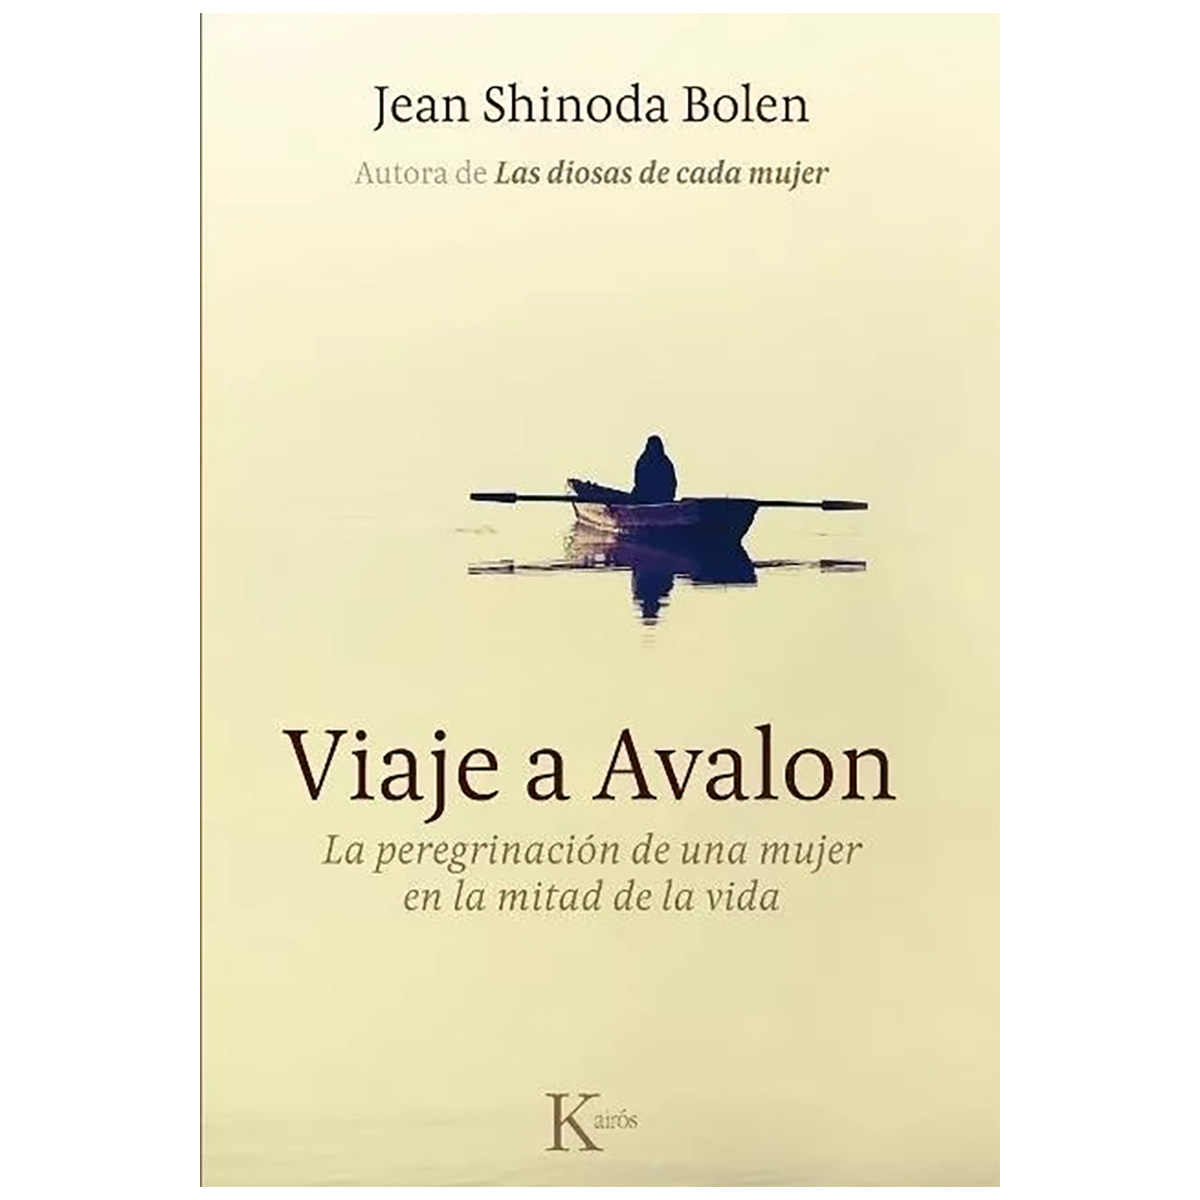 Jean Shinoda Bolen
Autora de Las diosas de cada mujer
Viaje a Avalon
La peregrinación de una mujer
en la mitad de la vida
Kairós